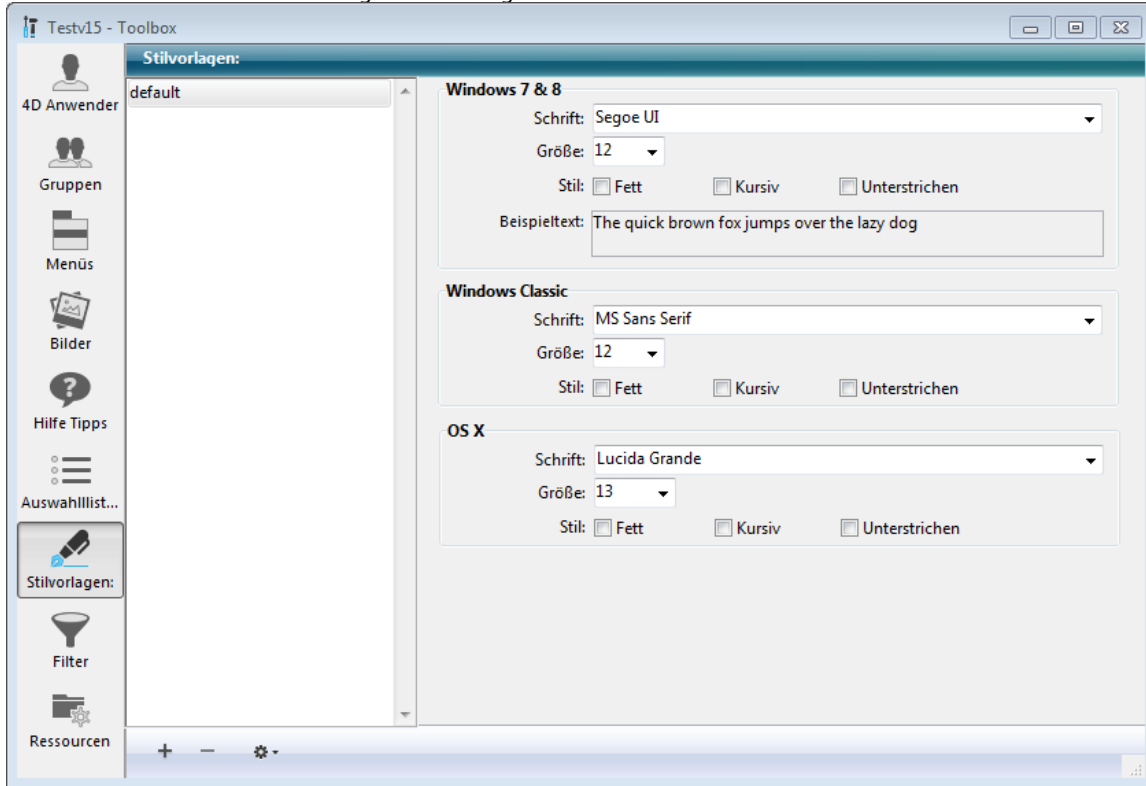 Testv15 - Toolbox
Stilvorlagen:
4D Anwender
Gruppen
Menüs
Bilder
Hilfe Tipps
Auswahlllist...
Stilvorlagen:
Filter
Ressourcen
default
Windows 7 & 8
Schrift: Segoe UI
Größe: 12
Stil: Fett Kursiv Unterstrichen
Beispieltext: The quick brown fox jumps over the lazy dog
Windows Classic
Schrift: MS Sans Serif
Größe: 12
Stil: Fett Kursiv Unterstrichen
OS X
Schrift: Lucida Grande
Größe: 13
Stil: Fett Kursiv Unterstrichen